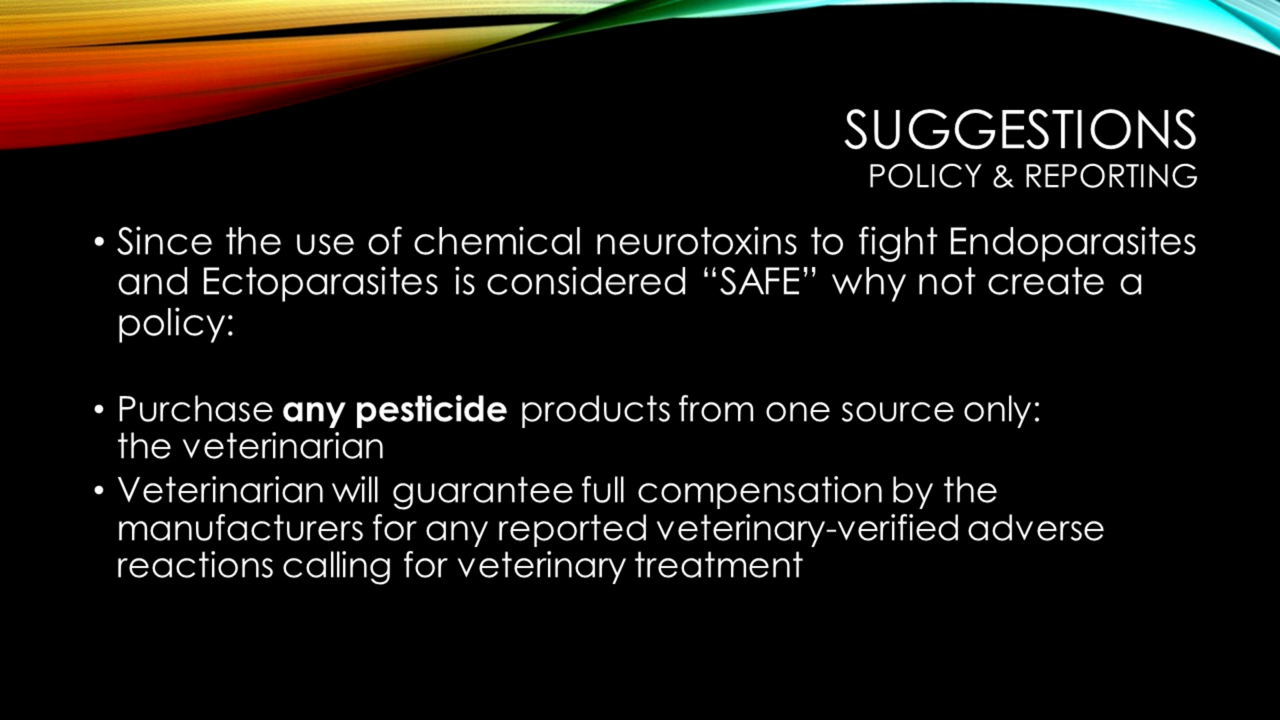 SUGGESTIONS
POLICY & REPORTING
• Since the use of chemical neurotoxins to fight Endoparasites
and Ectoparasites is considered “SAFE” why not create a
policy:
• Purchase any pesticide products from one source only:
the veterinarian
• Veterinarian will guarantee full compensation by the
manufacturers for any reported veterinary-verified adverse
reactions calling for veterinary treatment